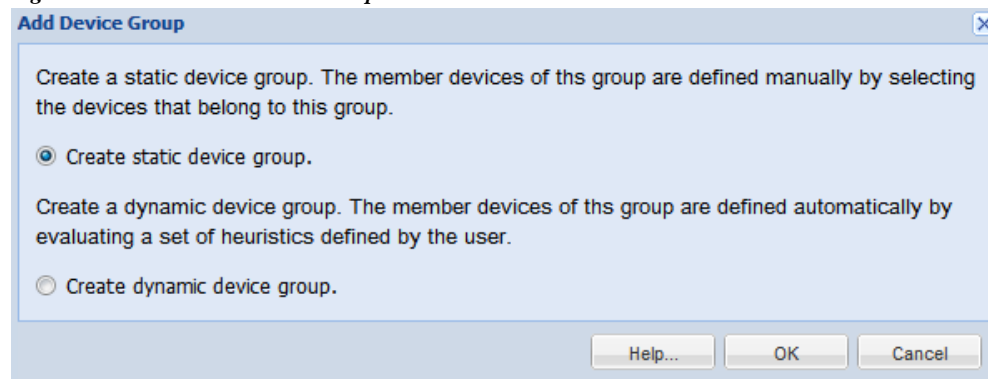 Add Device Group
Create a static device group. The member devices of ths group are defined manually by selecting
the devices that belong to this group.
Create static device group.
Create a dynamic device group. The member devices of ths group are defined automatically by
evaluating a set of heuristics defined by the user.
Create dynamic device group.
Help... OK Cancel